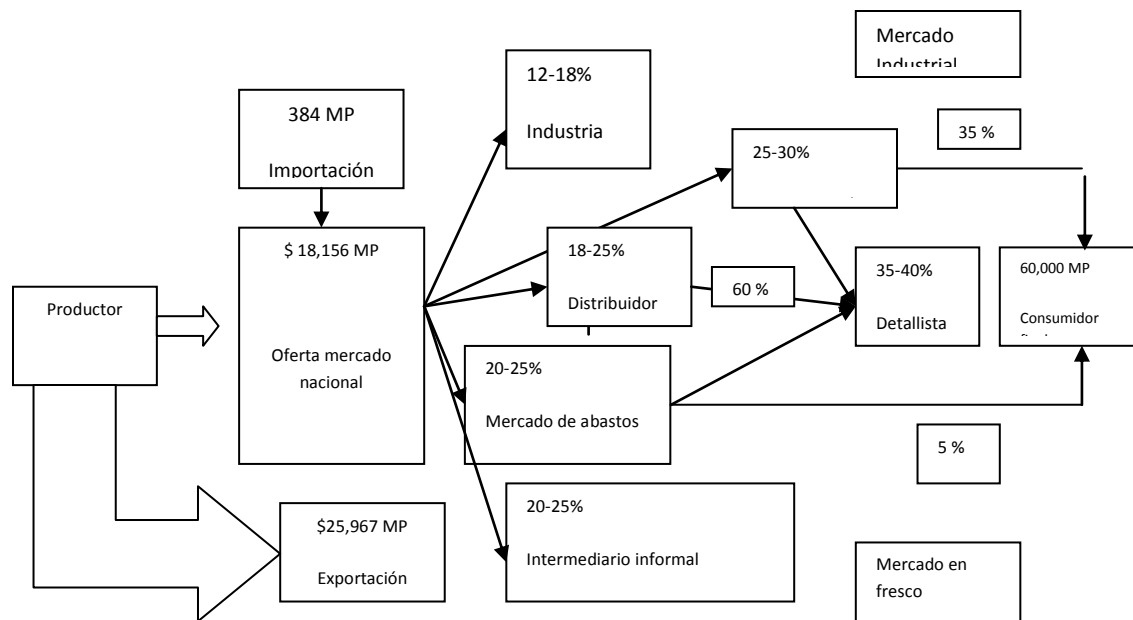 Mercado
Industrial
12-18%
Industria
384 MP
Importación
35 %
25-30%
$ 18,156 MP
Oferta mercado
nacional
18-25%
Distribuidor
60 %
35-40%
Detallista
60,000 MP
Consumidor
Productor
20-25%
Mercado de abastos
5 %
20-25%
Intermediario informal
$25,967 MP
Exportación
Mercado en
fresco